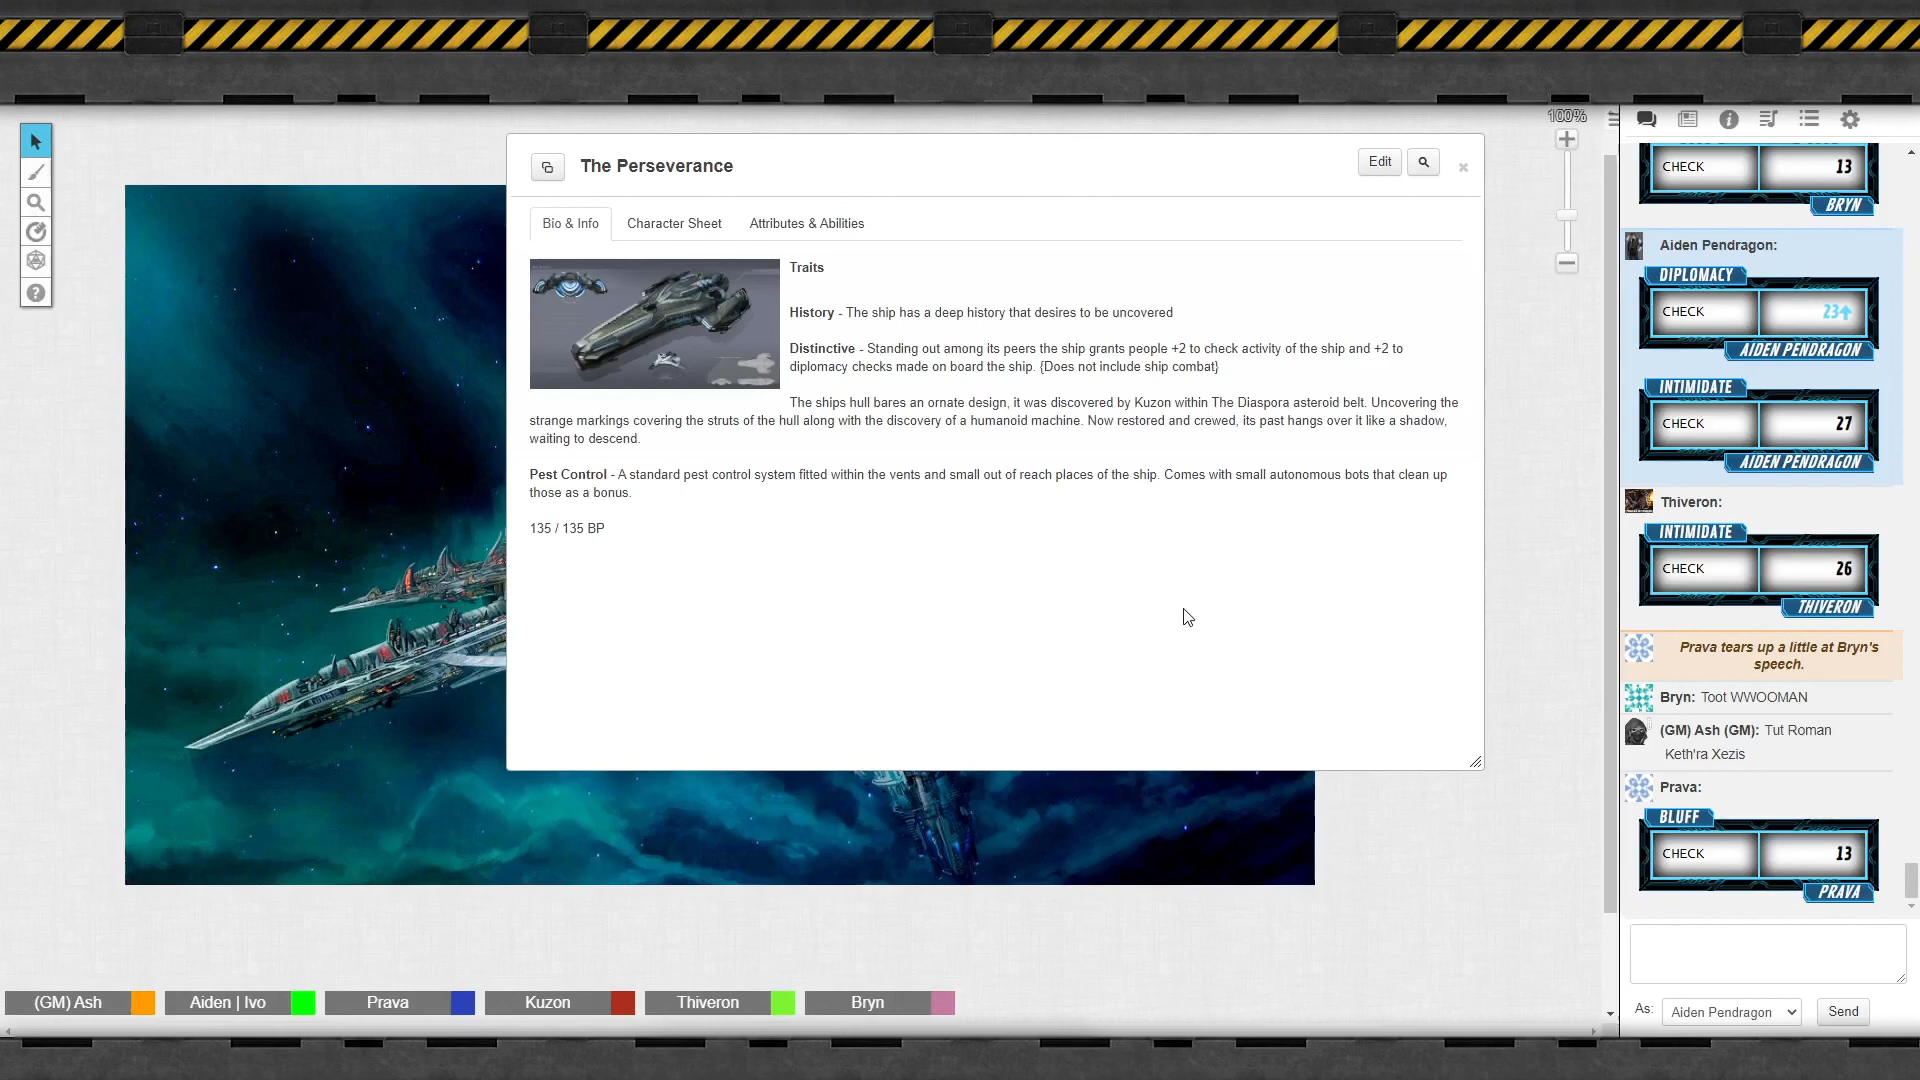 100%
The Perseverance
Edit
Bio & Info
Character Sheet
Attributes & Abilities
Traits
History - The ship has a deep history that desires to be uncovered
Distinctive - Standing out among its peers the ship grants people +2 to check activity of the ship and +2 to
diplomacy checks made on board the ship. {Does not include ship combat}
The ships hull bares an ornate design, it was discovered by Kuzon within The Diaspora asteroid belt. Uncovering the
strange markings covering the struts of the hull along with the discovery of a humanoid machine. Now restored and crewed, its past hangs over it like a shadow,
waiting to descend.
Pest Control - A standard pest control system fitted within the vents and small out of reach places of the ship. Comes with small autonomous bots that clean up
those as a bonus.
135 / 135 BP
CHECK 13
BRYN
Aiden Pendragon:
DIPLOMACY
CHECK 23
AIDEN PENDRAGON
INTIMIDATE
CHECK 27
AIDEN PENDRAGON
Thiveron:
INTIMIDATE
CHECK 26
THIVERON
Prava tears up a little at Bryn's
speech.
Bryn: Toot WWOOMAN
(GM) Ash (GM): Tut Roman
Keth'ra Xezis
Prava:
BLUFF
CHECK 13
PRAVA
As: Aiden Pendragon
Send
(GM) Ash
Aiden | Ivo
Prava
Kuzon
Thiveron
Bryn